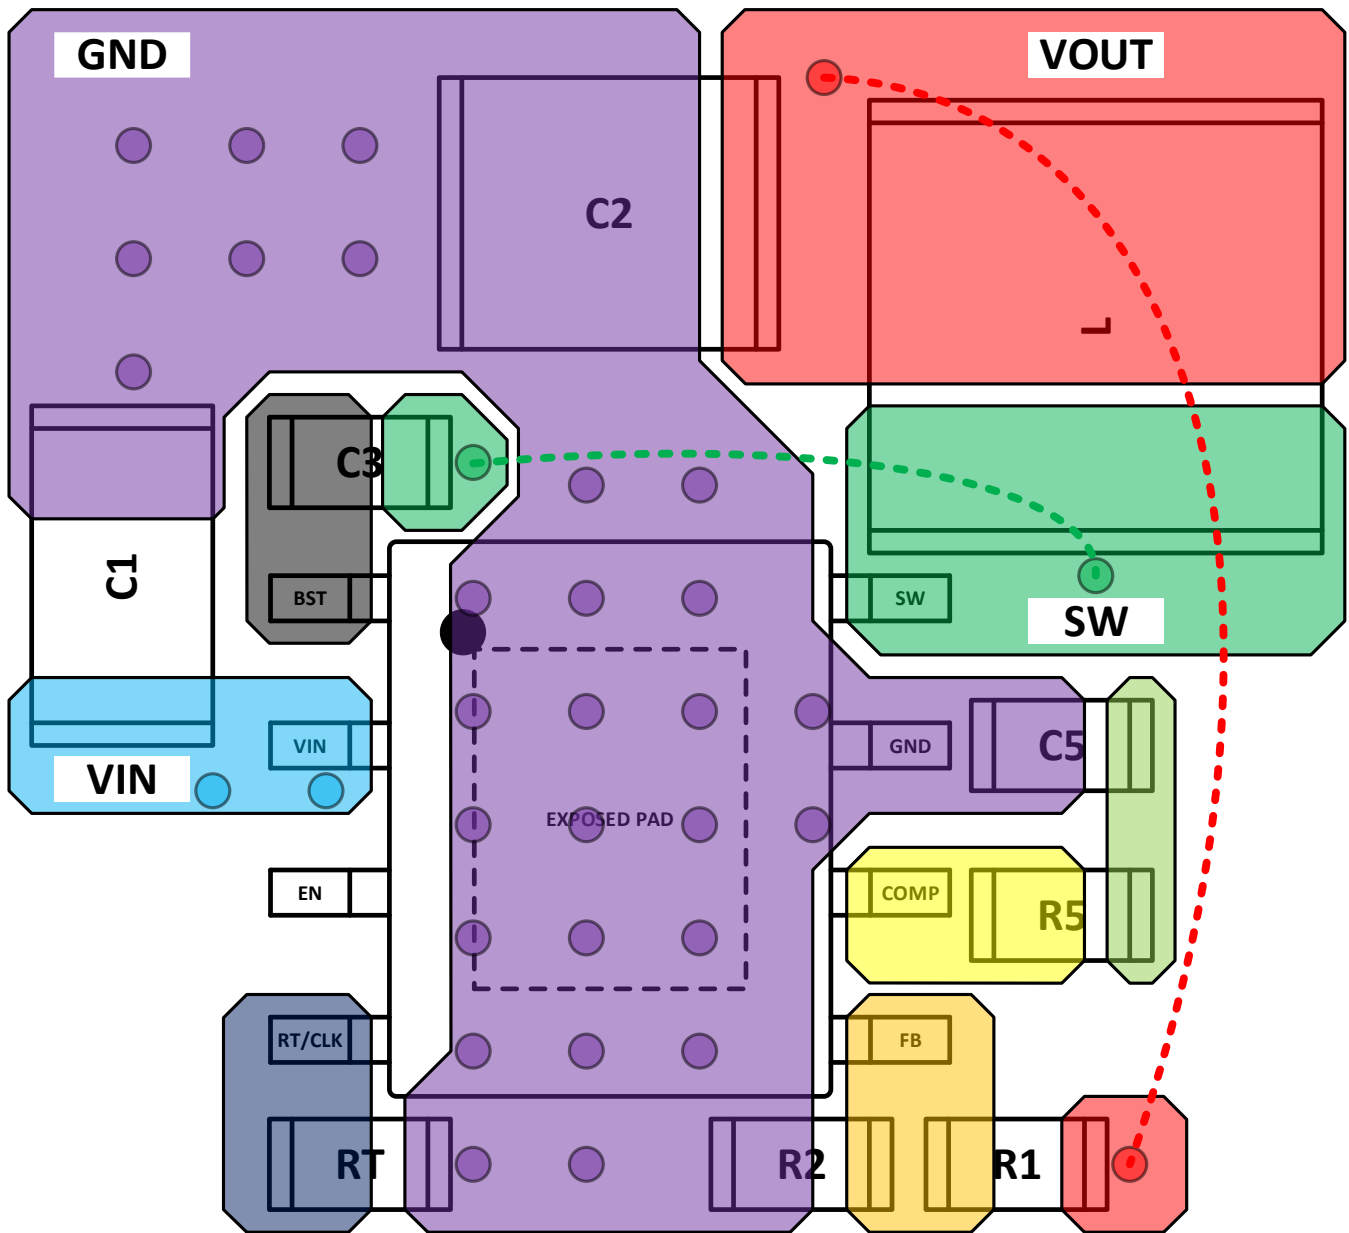 GND
VOUT
C2
L
C3
C1
BST
SW
SW
VIN
GND
C5
VIN
EXPOSED PAD
EN
COMP
R5
RT/CLK
FB
RT
R2
R1